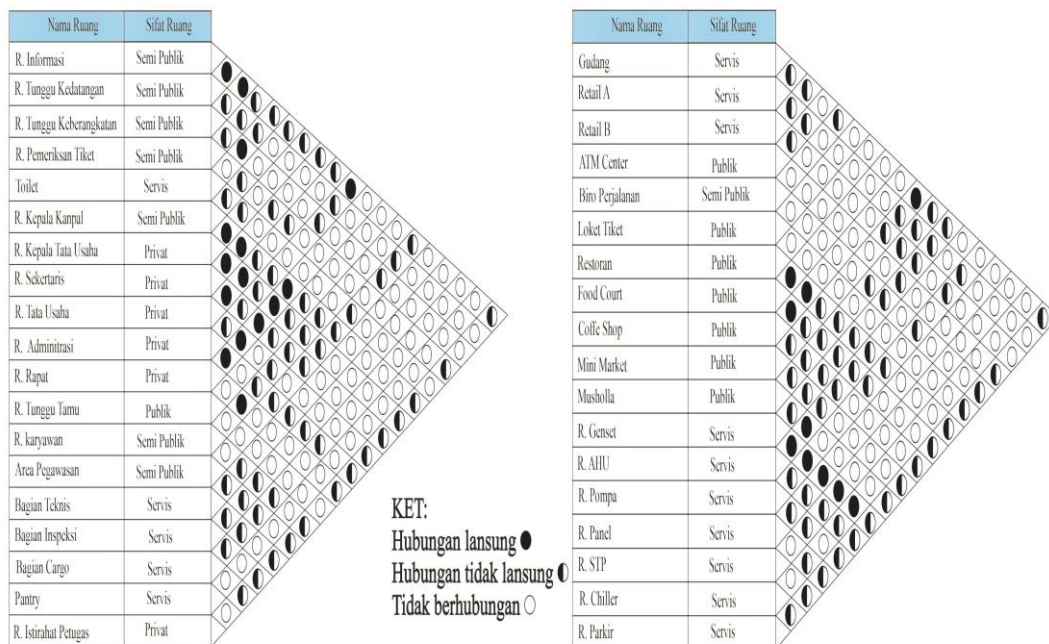 Nama Ruang Sifat Ruang
R. Informasi Semi Publik
R. Tunggu Kedatangan Semi Publik
R. Tunggu Keberangkatan Semi Publik
R. Pemeriksan Tiket Semi Publik
Toilet Servis
R. Kepala Kanpal Semi Publik
R. Kepala Tata Usaha Privat
R. Sekertaris Privat
R. Tata Usaha Privat
R. Adminitrasi Privat
R. Rapat Privat
R. Tunggu Tamu Publik
R. karyawan Semi Publik
Area Pegawasan Semi Publik
Bagian Teknis Servis
Bagian Inspeksi Servis
Bagian Cargo Servis
Pantry Servis
R. Istirahat Petugas Privat
KET:
Hubungan lansung
Hubungan tidak lansung
Tidak berhubungan
Nama Ruang Sifat Ruang
Gudang Servis
Retail A Servis
Retail B Servis
ATM Center Publik
Biro Perjalanan Semi Publik
Loket Tiket Publik
Restoran Publik
Food Court Publik
Coffe Shop Publik
Mini Market Publik
Musholla Publik
R. Genset Servis
R. AHU Servis
R. Pompa Servis
R. Panel Servis
R. STP Servis
R. Chiller Servis
R. Parkir Servis